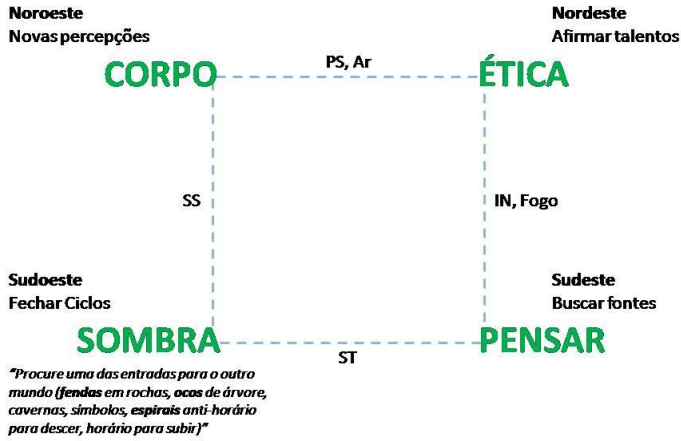 Noroeste
Novas percepções
Nordeste
Afirmar talentos
CORPO
PS, Ar
ÉTICA
SS
IN, Fogo
Sudoeste
Fechar Ciclos
Sudeste
Buscar fontes
SOMBRA
ST
PENSAR
"Procure uma das entradas para o outro
mundo (fendas em rochas, ocos de árvore,
cavernas, símbolos, espirais anti-horário
para descer, horário para subir)"